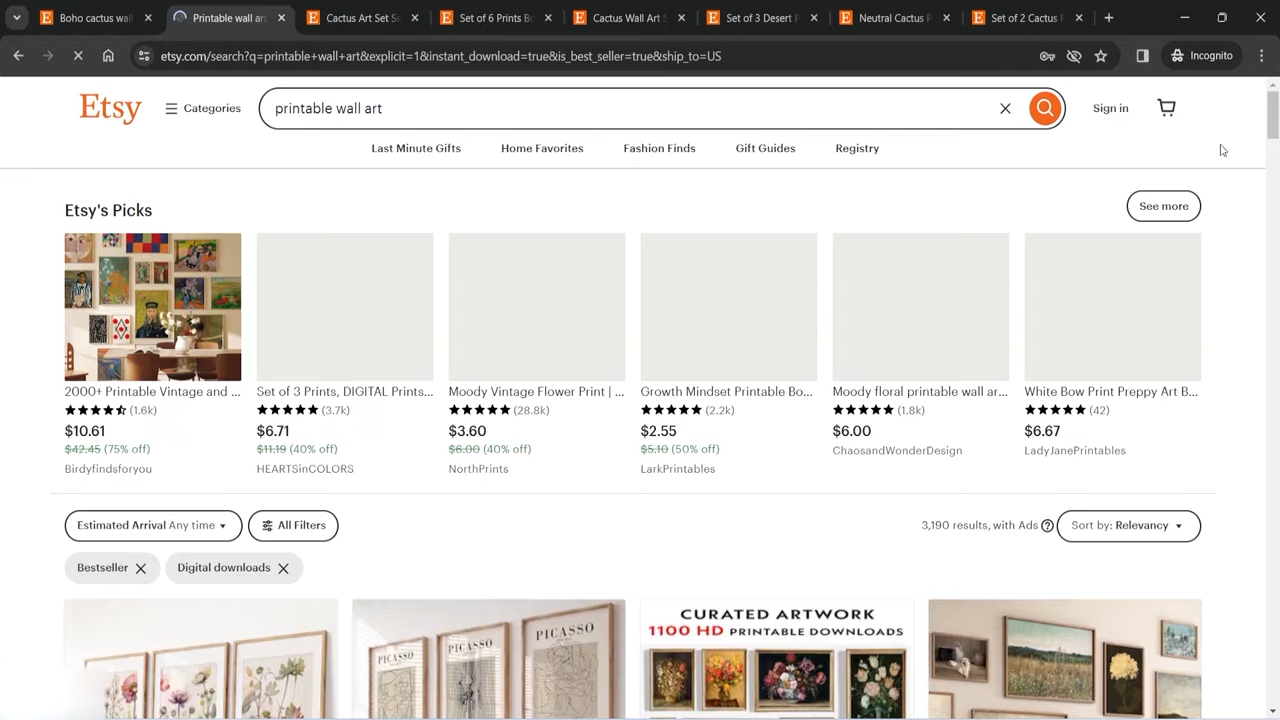 Boho cactus wal
Printable wall ar
Cactus Art Set Se
Set of 6 Prints Bo
Cactus Wall Art S
Set of 3 Desert P
Neutral Cactus P
Set of 2 Cactus P
etsy.com/search?q=printable+wall+art&explicit=1&instant_download=true&is_best_seller=true&ship_to=US
Incognito
Etsy
Categories
printable wall art
Sign in
Last Minute Gifts
Home Favorites
Fashion Finds
Gift Guides
Registry
Etsy's Picks
See more
2000+ Printable Vintage and ...
(1.6k)
$10.61
$42.45 (75% off)
Birdyfindsforyou
Set of 3 Prints, DIGITAL Prints...
(3.7k)
$6.71
$11.19 (40% off)
HEARTSinCOLORS
Moody Vintage Flower Print | ...
(28.8k)
$3.60
$6.00 (40% off)
NorthPrints
Growth Mindset Printable Bo...
(2.2k)
$2.55
$5.10 (50% off)
LarkPrintables
Moody floral printable wall ar...
(1.8k)
$6.00
ChaosandWonderDesign
White Bow Print Preppy Art B...
(42)
$6.67
LadyJanePrintables
Estimated Arrival Any time
All Filters
3,190 results, with Ads ?
Sort by: Relevancy
Bestseller
Digital downloads
PICASSO
PICASSO
PICASSO
CURATED ARTWORK
1100 HD PRINTABLE DOWNLOADS